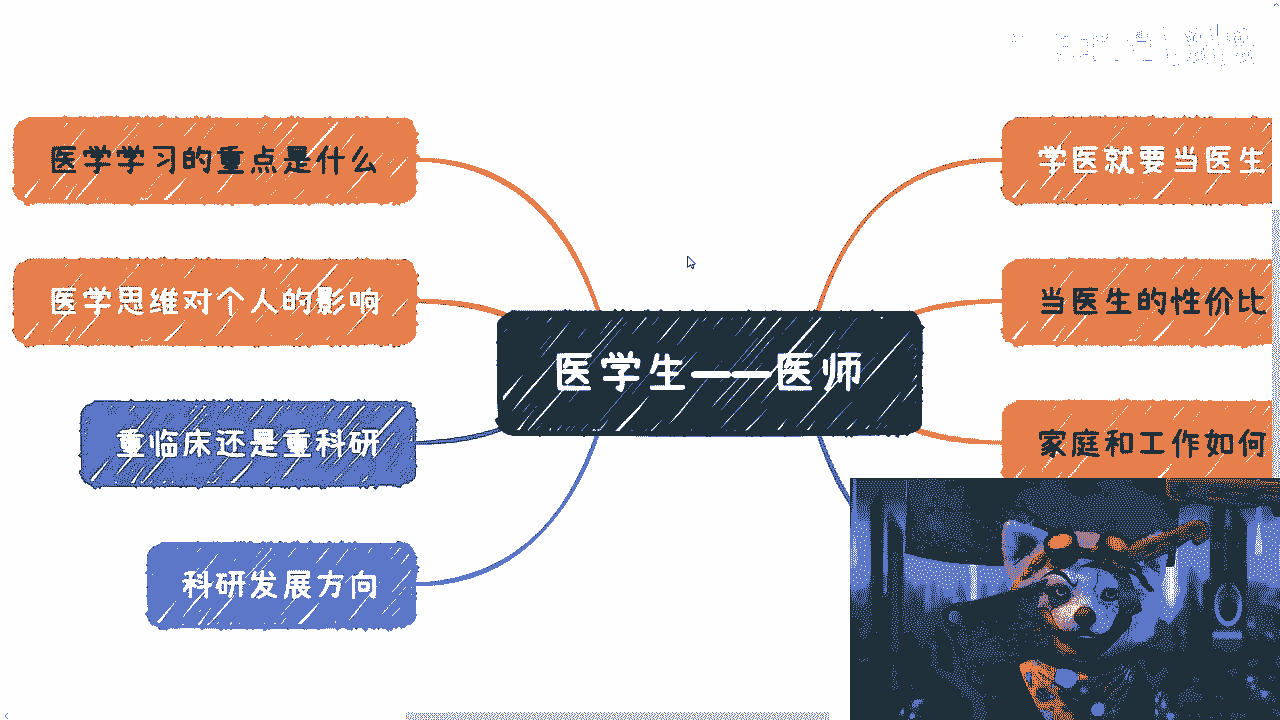 医学学习的重点是什么
医学思维对个人的影响
重临床还是重科研
科研发展方向
医学生——医师
学医就要当医生
当医生的性价比
家庭和工作如何